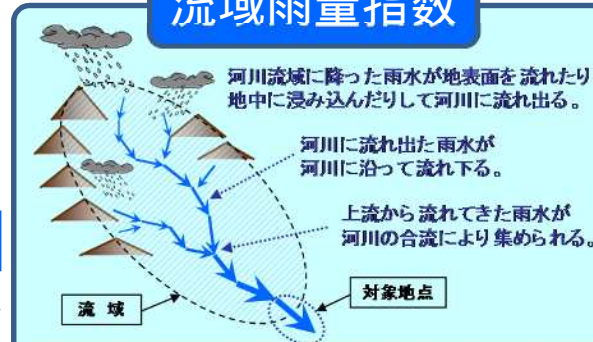 流域雨量指数
河川流域に降った雨水が地表面を流れたり
地中に浸み込んだりして河川に流れ出る。
河川に流れ出た雨水が
河川に沿って流れ下る。
上流から流れてきた雨水が
河川の合流により集められる。
対象地点
流域